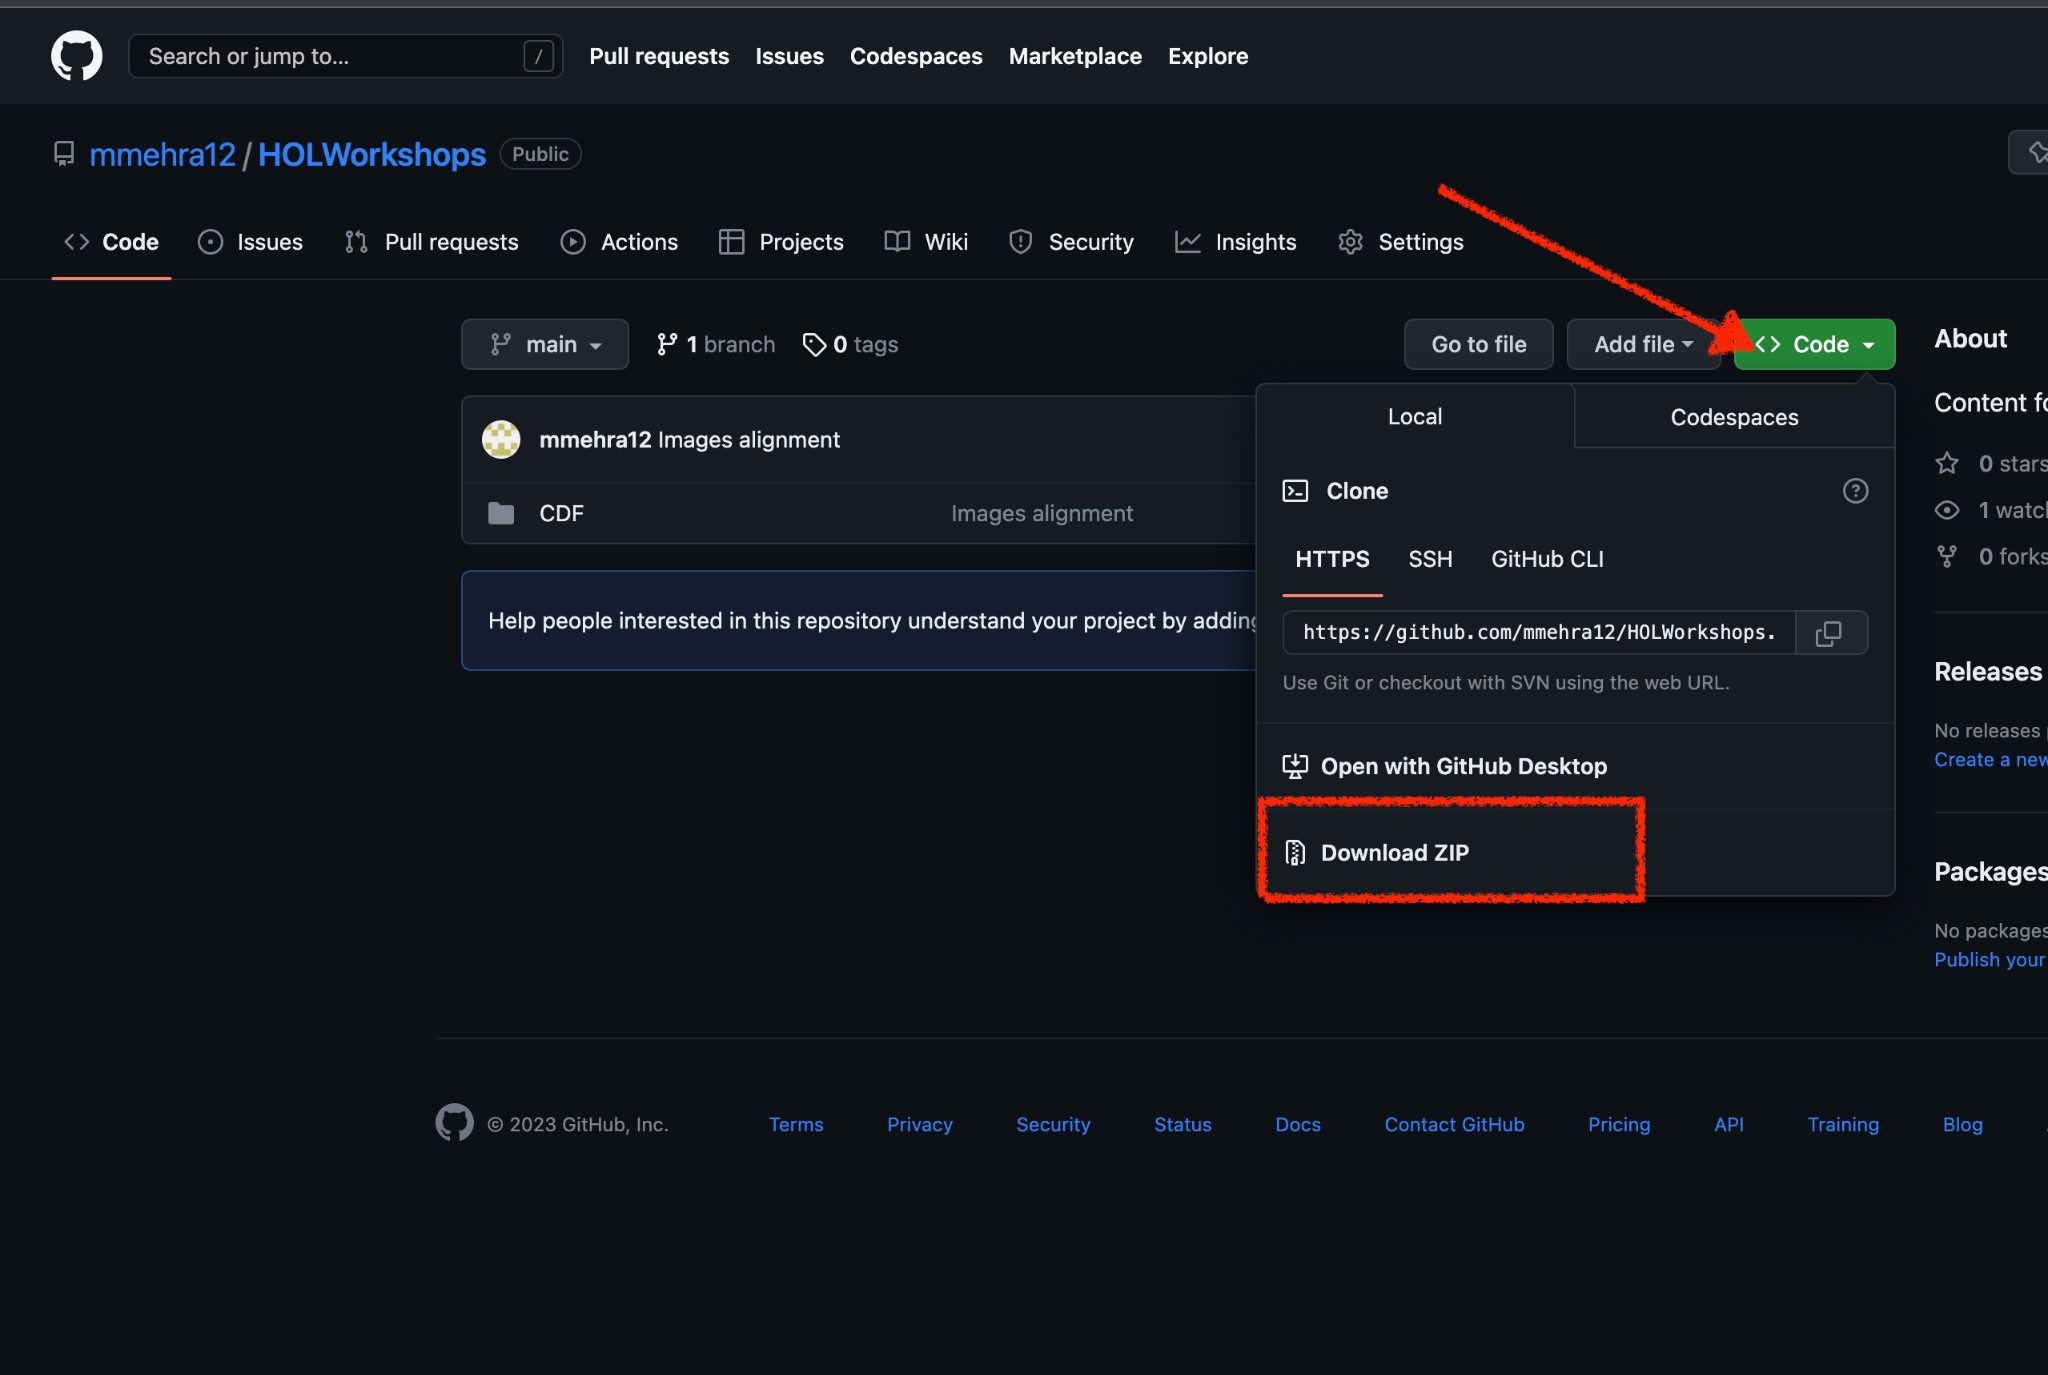 Search or jump to... /
Pull requests Issues Codespaces Marketplace Explore
mmehra12 / HOLWorkshops Public
Code Issues Pull requests Actions Projects Wiki Security Insights Settings
main 1 branch 0 tags Go to file Add file Code
About
Content
Local Codespaces
mmehra12 Images alignment
0 stars
Clone
CDF Images alignment
1
0 forks
HTTPS SSH GitHub CLI
Help people interested in this repository understand your project by adding
https://github.com/mmehra12/HOLWorkshops.
Use Git or checkout with SVN using the web URL.
Releases
No releases
Create a new
Open with GitHub Desktop
Download ZIP
Packages
No packages
Publish your
© 2023 GitHub, Inc. Terms Privacy Security Status Docs Contact GitHub Pricing API Training Blog